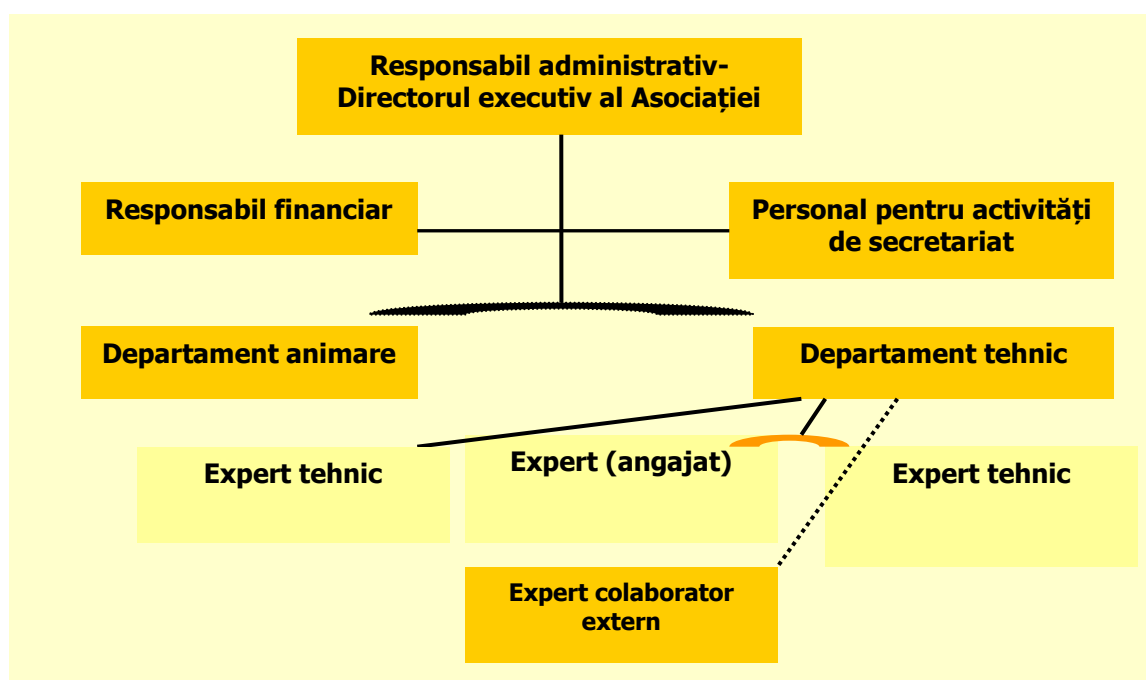 Responsabil administrativ-
Directorul executiv al Asociației
Responsabil financiar
Personal pentru activități
de secretariat
Departament animare
Departament tehnic
Expert tehnic
Expert (angajat)
Expert tehnic
Expert colaborator
extern